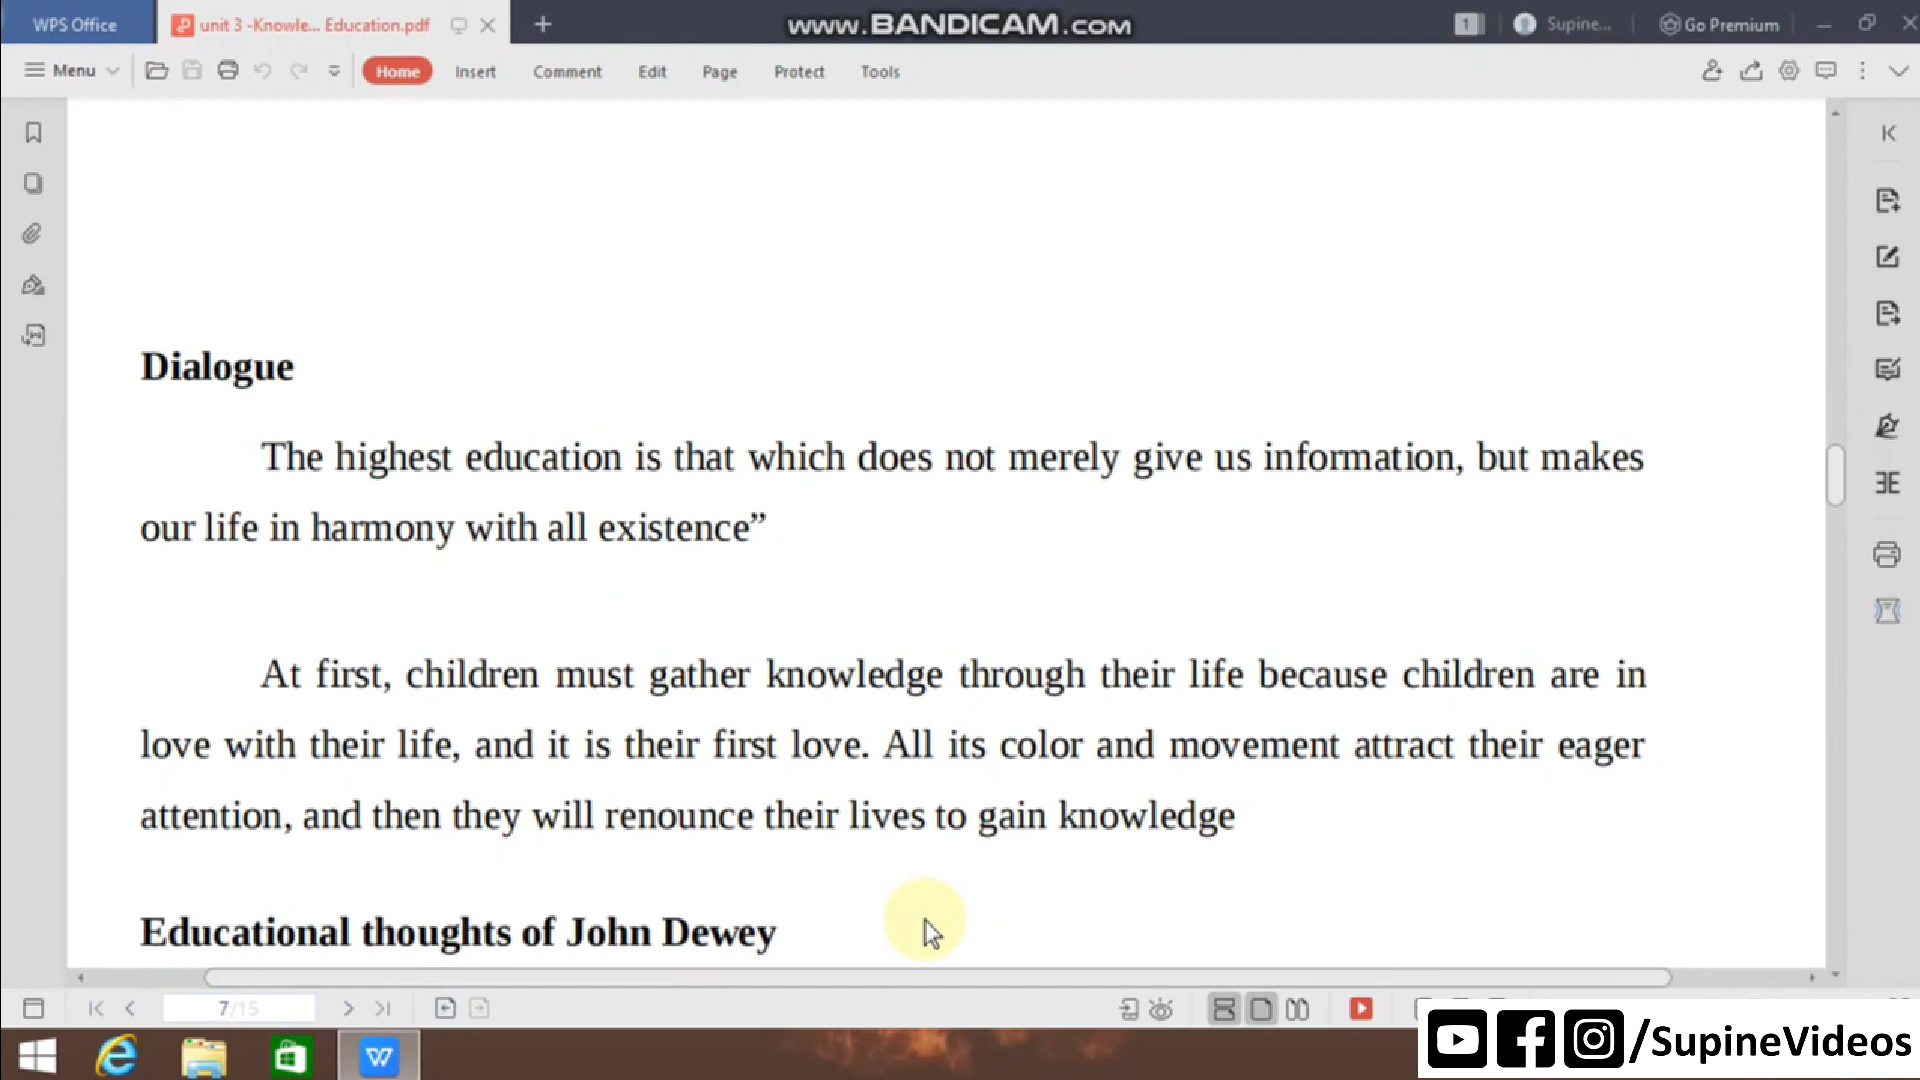 WPS Office
unit 3 -Knowle... Education.pdf
www.BANDICAM.com
1
Supine...
Go Premium
Menu
Home
Insert
Comment
Edit
Page
Protect
Tools
Dialogue
The highest education is that which does not merely give us information, but makes
our life in harmony with all existence”
At first, children must gather knowledge through their life because children are in
love with their life, and it is their first love. All its color and movement attract their eager
attention, and then they will renounce their lives to gain knowledge
Educational thoughts of John Dewey
7/15
/SupineVideos